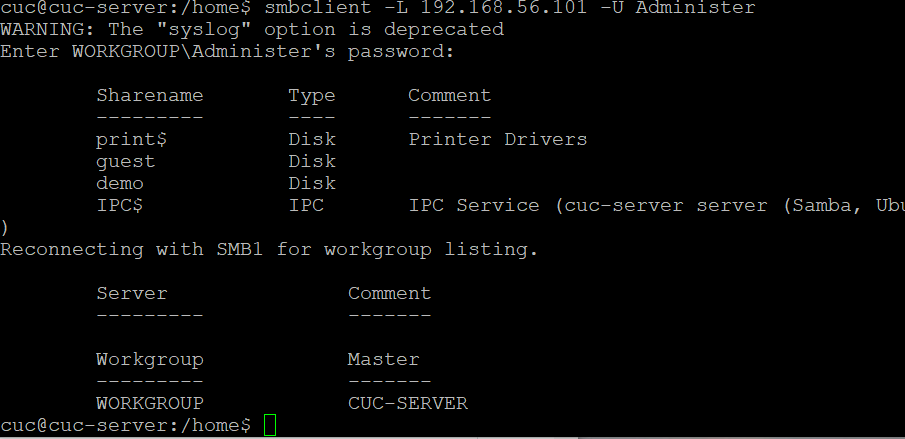 cuc@cuc-server:/home$ smbclient -L 192.168.56.101 -U Administer
WARNING: The "syslog" option is deprecated
Enter WORKGROUP\Administer's password:
Sharename Type Comment
--------- ---- -------
print$ Disk Printer Drivers
guest Disk
demo Disk
IPC$ IPC IPC Service (cuc-server server (Samba, Ubu
)
Reconnecting with SMB1 for workgroup listing.
Server Comment
--------- -------
Workgroup Master
--------- -------
WORKGROUP CUC-SERVER
cuc@cuc-server:/home$